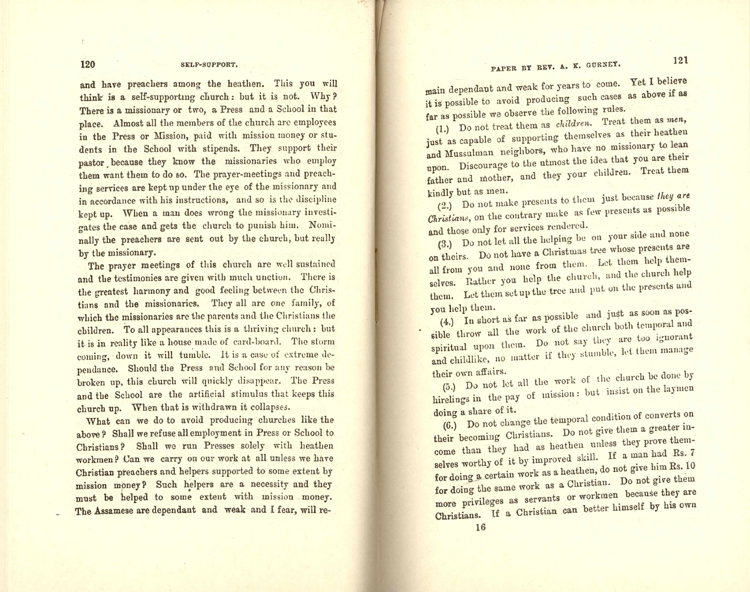 120 SELF-SUPPORT.
and have preachers among the heathen. This you will
think is a self-supporting church: but it is not. Why?
There is a missionary or two, a Press and a School in that
place. Almost all the members of the church are employees
in the Press or Mission, paid with mission money or stu-
dents in the School with stipends. They support their
pastor because they know the missionaries who employ
them want them to do so. The prayer-meetings and preach-
ing services are kept up under the eye of the missionary and
in accordance with his instructions, and so is the discipline
kept up. When a man does wrong the missionary investi-
gates the case and gets the church to punish him. Nomi-
nally the preachers are sent out by the church, but really
by the missionary.
The prayer meetings of this church are well sustained
and the testimonies are given with much unction. There is
the greatest harmony and good feeling between the Chris-
tians and the missionaries. They all are one family, of
which the missionaries are the parents and the Christians the
children. To all appearances this is a thriving church: but
it is in reality like a house made of card-board. The storm
coming, down it will tumble. It is a case of extreme de-
pendance. Should the Press and School for any reason be
broken up, this church will quickly disappear. The Press
and the School are the artificial stimulus that keeps this
church up. When that is withdrawn it collapses.
What can we do to avoid producing churches like the
above? Shall we refuse all employment in Press or School to
Christians? Shall we run Presses solely with heathen
workmen? Can we carry on our work at all unless we have
Christian preachers and helpers supported to some extent by
mission money? Such helpers are a necessity and they
must be helped to some extent with mission money.
The Assamese are dependant and weak and I fear, will re-
PAPER BY REV. A. K. GURNEY. 121
main dependant and weak for years to come. Yet I believe
it is possible to avoid producing such cases as above if as
far as possible we observe the following rules.
(1.) Do not treat them as children. Treat them as men,
just as capable of supporting themselves as their heathen
and Mussulman neighbors, who have no missionary to lean
upon. Discourage to the utmost the idea that you are their
father and mother, and they your children. Treat them
kindly but as men.
(2.) Do not make presents to them just because they are
Christians, on the contrary make as few presents as possible
and those only for services rendered.
(3.) Do not let all the helping be on your side and none
on theirs. Do not have a Christmas tree whose presents are
all from you and none from them. Let them help them-
selves. Rather you help the church, and the church help
them. Let them set up the tree and put on the presents and
you help them.
(4.) In short as far as possible and just as soon as pos-
sible throw all the work of the church both temporal and
spiritual upon them. Do not say they are too ignorant
and childlike, no matter if they stumble, let them manage
their own affairs.
(5.) Do not let all the work of the church be done by
hirelings in the pay of mission: but insist on the laymen
doing a share of it.
(6.) Do not change the temporal condition of converts on
their becoming Christians. Do not give them a greater in-
come than they had as heathen unless they prove them-
selves worthy of it by improved skill. If a man had Rs. 7
for doing a certain work as a heathen, do not give him Rs. 10
for doing the same work as a Christian. Do not give them
more privileges as servants or workmen because they are
Christians. If a Christian can better himself by his own
16